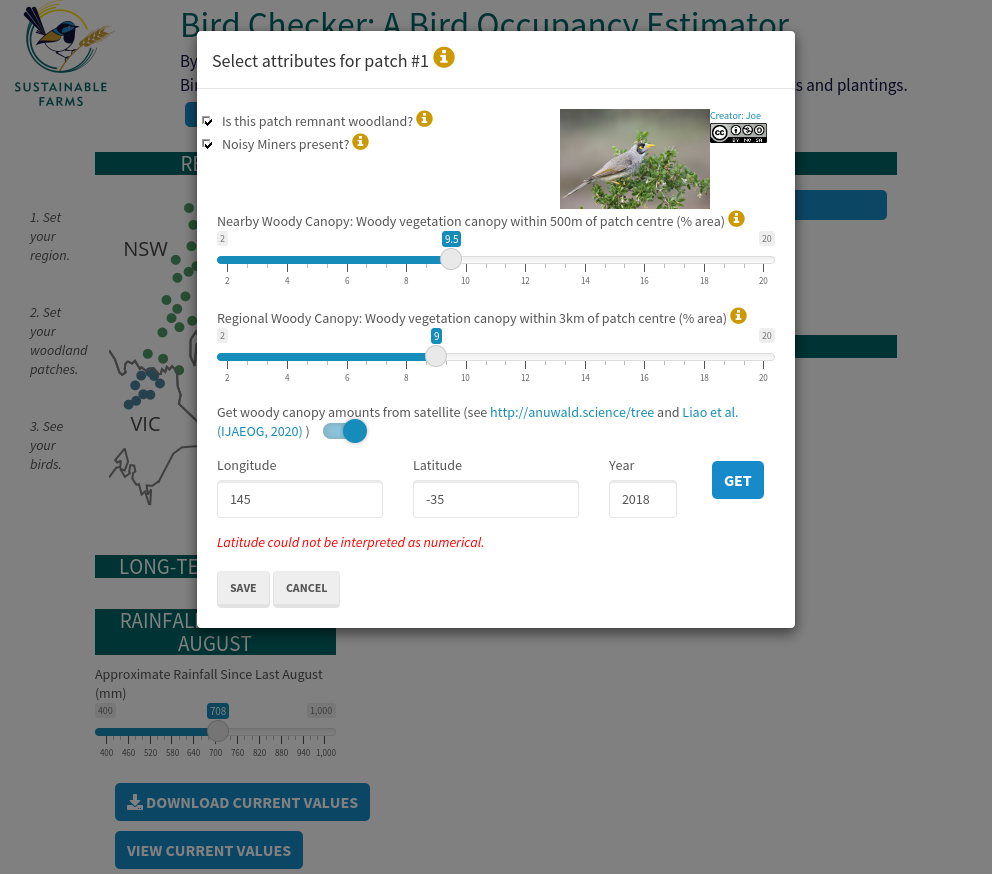 Bird Checker: A Bird Occupancy Estimator
By
Bir
s and plantings.
SUSTAINABLE
FARMS
Select attributes for patch #1
Is this patch remnant woodland?
Noisy Miners present?
Creator: Joe
CC BY NC SA
Nearby Woody Canopy: Woody vegetation canopy within 500m of patch centre (% area)
2 9.5 20
2 4 6 8 10 12 14 16 18 20
Regional Woody Canopy: Woody vegetation canopy within 3km of patch centre (% area)
2 9 20
2 4 6 8 10 12 14 16 18 20
Get woody canopy amounts from satellite (see http://anuwald.science/tree and Liao et al.
(IJAEOG, 2020) )
Longitude Latitude Year
145 -35 2018 GET
Latitude could not be interpreted as numerical.
SAVE CANCEL
RE
1. Set
your
region.
NSW
2. Set
your
woodland
patches.
VIC
3. See
your
birds.
LONG-TE
RAINFAL
AUGUST
Approximate Rainfall Since Last August
(mm)
400 708 1,000
400 460 520 580 640 700 760 820 880 940 1,000
DOWNLOAD CURRENT VALUES
VIEW CURRENT VALUES